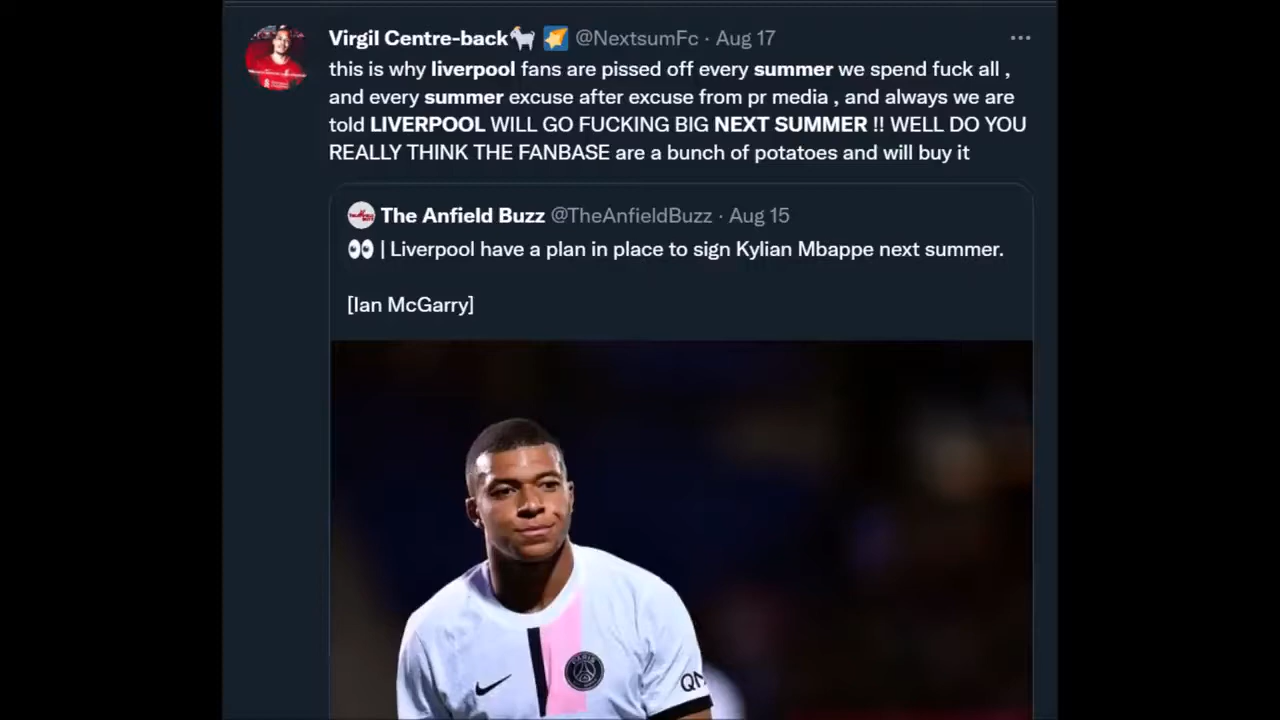 Virgil Centre-back🐐 @NextsumFc · Aug 17
this is why liverpool fans are pissed off every summer we spend fuck all ,
and every summer excuse after excuse from pr media , and always we are
told LIVERPOOL WILL GO FUCKING BIG NEXT SUMMER !! WELL DO YOU
REALLY THINK THE FANBASE are a bunch of potatoes and will buy it
The Anfield Buzz @TheAnfieldBuzz · Aug 15
👀 | Liverpool have a plan in place to sign Kylian Mbappe next summer.
[Ian McGarry]
PARIS